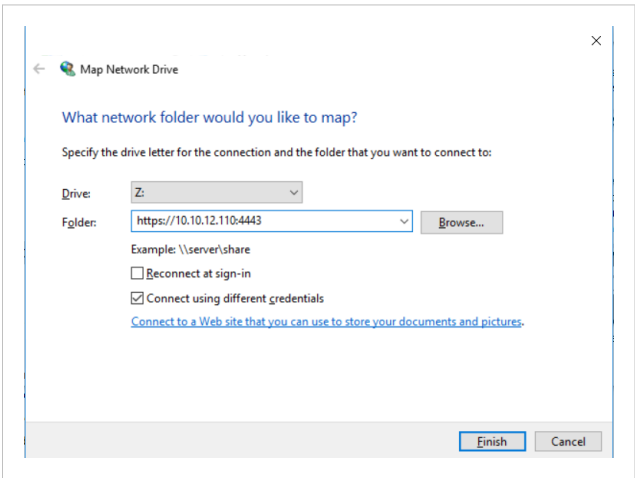 Map Network Drive
What network folder would you like to map?
Specify the drive letter for the connection and the folder that you want to connect to:
Drive: Z:
Folder: https://10.10.12.110:4443 Browse...
Example: \\server\share
Reconnect at sign-in
Connect using different credentials
Connect to a Web site that you can use to store your documents and pictures.
Finish Cancel